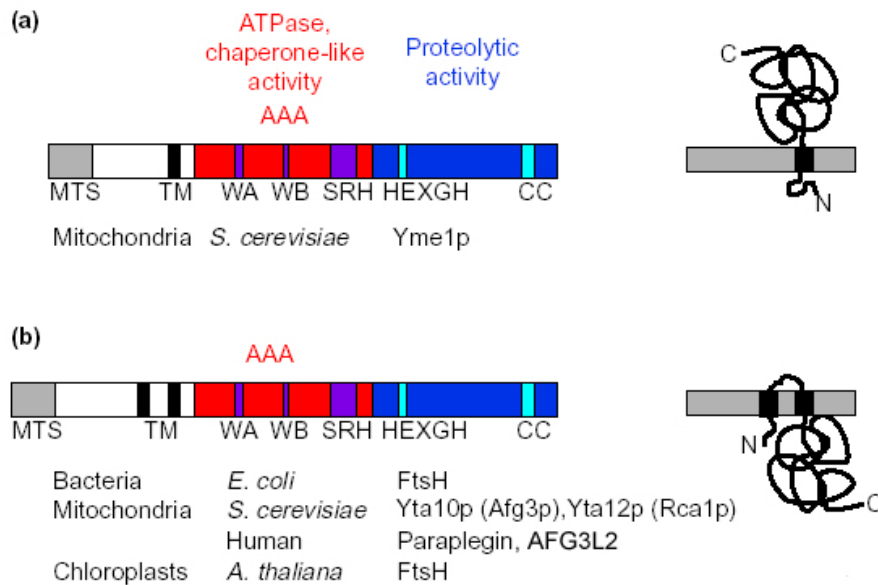 (a)
ATPase,
chaperone-like
activity
Proteolytic
activity
AAA
C
MTS TM WA WB SRH HEXGH CC
N
Mitochondria S. cerevisiae Yme1p
(b)
AAA
MTS TM WA WB SRH HEXGH CC
N
C
Bacteria E. coli FtsH
Mitochondria S. cerevisiae Yta10p (Afg3p),Yta12p (Rca1p)
Human Paraplegin, AFG3L2
Chloroplasts A. thaliana FtsH